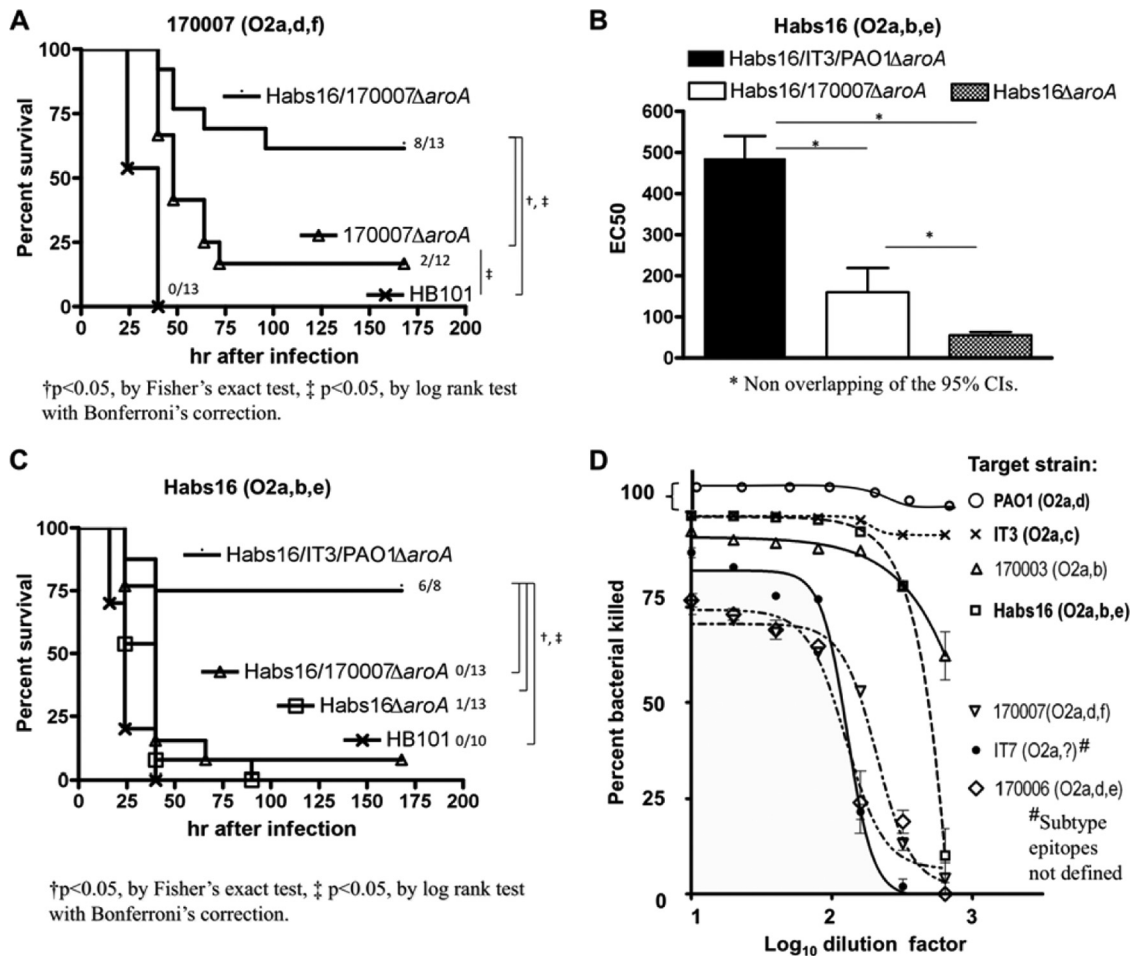 A
170007 (O2a,d,f)
100
75
50
25
0
Percent survival
0 25 50 75 100 125 150 175 200
hr after infection
Habs16/170007ΔaroA
8/13
170007ΔaroA
2/12
HB101
0/13
†, ‡
‡
†p<0.05, by Fisher's exact test, ‡ p<0.05, by log rank test
with Bonferroni's correction.
B
Habs16 (O2a,b,e)
Habs16/IT3/PAO1ΔaroA
Habs16/170007ΔaroA
Habs16ΔaroA
600
500
400
300
200
100
0
EC50
*
*
*
* Non overlapping of the 95% CIs.
C
Habs16 (O2a,b,e)
100
75
50
25
0
Percent survival
0 25 50 75 100 125 150 175 200
hr after infection
Habs16/IT3/PAO1ΔaroA
6/8
Habs16/170007ΔaroA 0/13
Habs16ΔaroA 1/13
HB101 0/10
†, ‡
†p<0.05, by Fisher's exact test, ‡ p<0.05, by log rank test
with Bonferroni's correction.
D
Target strain:
PAO1 (O2a,d)
IT3 (O2a,c)
170003 (O2a,b)
Habs16 (O2a,b,e)
170007(O2a,d,f)
IT7 (O2a,?)#
170006 (O2a,d,e)
#Subtype
epitopes
not defined
100
75
50
25
0
Percent bacterial killed
1 2 3
Log10 dilution factor